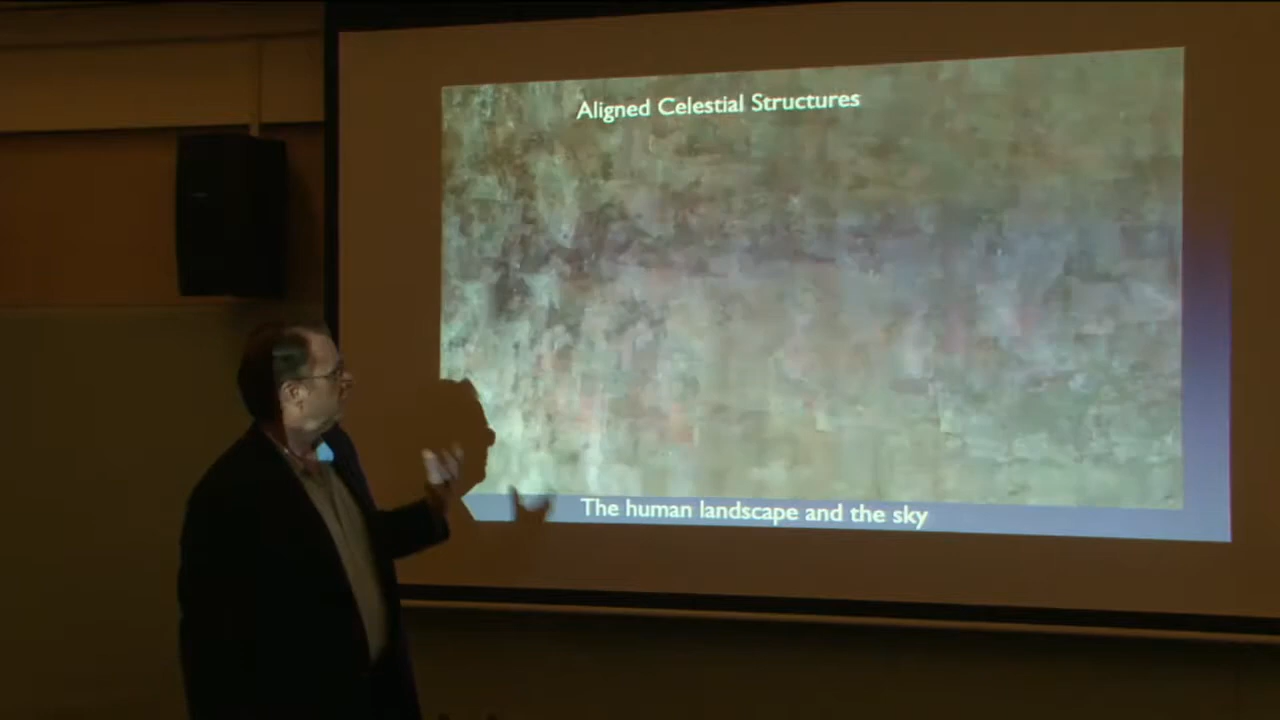 Aligned Celestial Structures
The human landscape and the sky